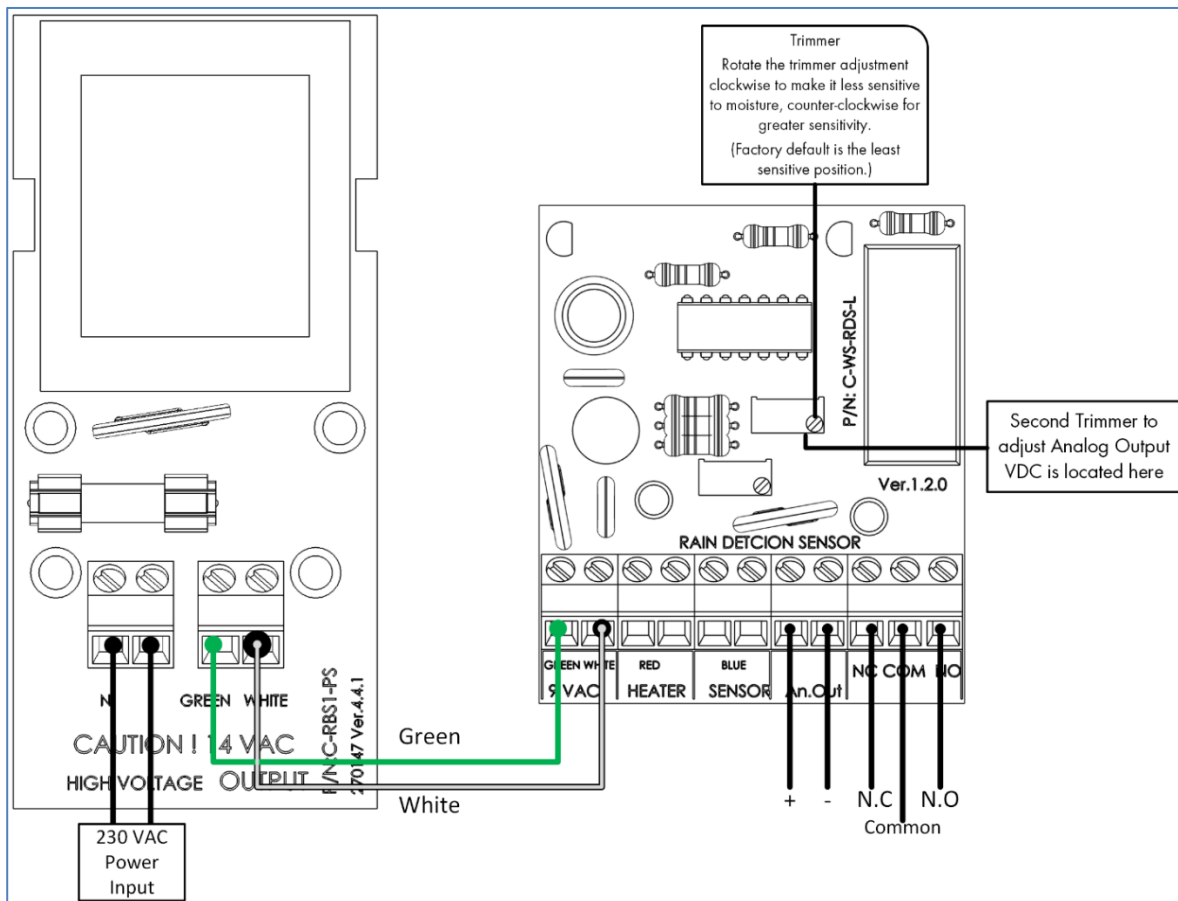 Trimmer
Rotate the trimmer adjustment
clockwise to make it less sensitive
to moisture, counter-clockwise for
greater sensitivity.
(Factory default is the least
sensitive position.)
P/N: C-WS-RDS-L
Second Trimmer to
adjust Analog Output
VDC is located here
Ver.1.2.0
RAIN DETCION SENSOR
GREEN WHITE RED BLUE NC COM NO
9 VAC HEATER SENSOR An.Out
N GREEN WHITE
CAUTION ! 14 VAC
HIGH VOLTAGE OUTPUT
P/N:C-RBS1-PS
270147 Ver.4.4.1
Green
White
+ - N.C N.O
Common
230 VAC
Power
Input